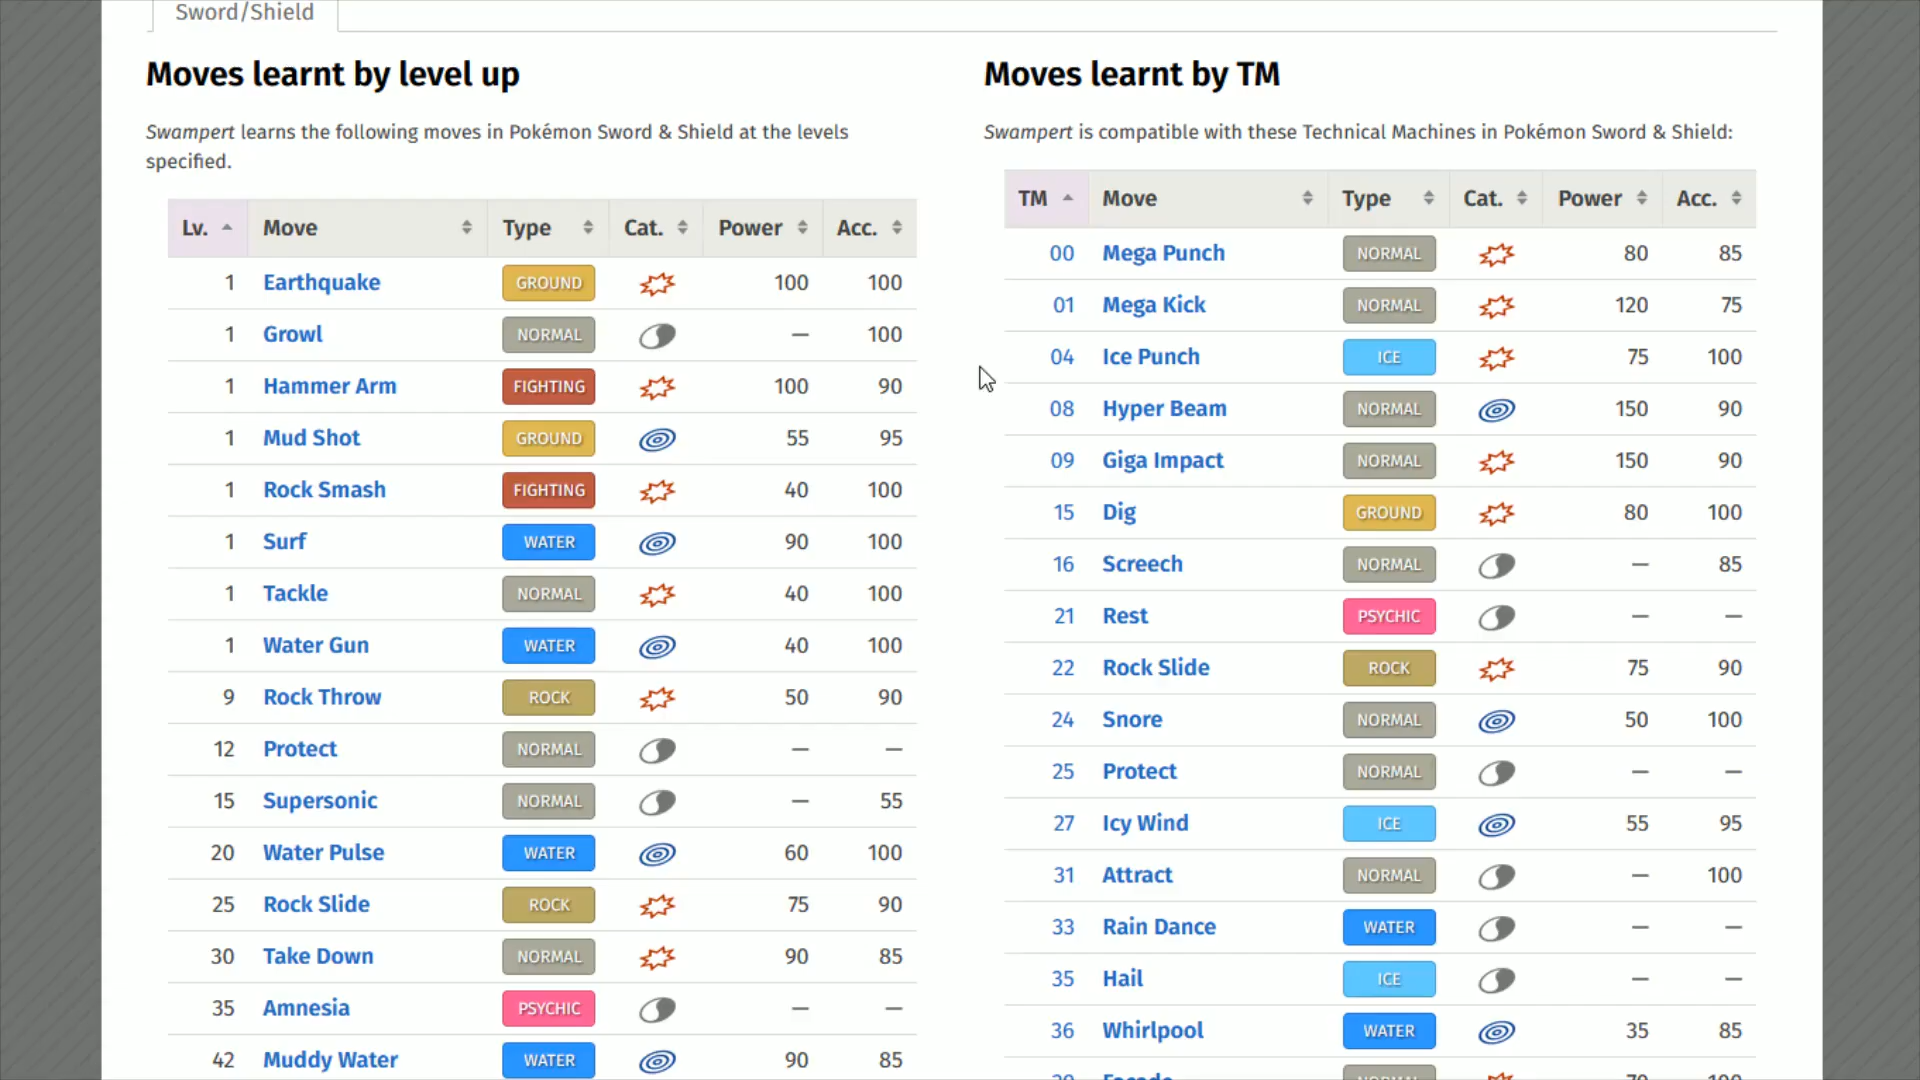 Sword/Shield
Moves learnt by level up
Swampert learns the following moves in Pokémon Sword & Shield at the levels
specified.
Lv. Move Type Cat. Power Acc.
1 Earthquake GROUND 100 100
1 Growl NORMAL — 100
1 Hammer Arm FIGHTING 100 90
1 Mud Shot GROUND 55 95
1 Rock Smash FIGHTING 40 100
1 Surf WATER 90 100
1 Tackle NORMAL 40 100
1 Water Gun WATER 40 100
9 Rock Throw ROCK 50 90
12 Protect NORMAL — —
15 Supersonic NORMAL — 55
20 Water Pulse WATER 60 100
25 Rock Slide ROCK 75 90
30 Take Down NORMAL 90 85
35 Amnesia PSYCHIC — —
42 Muddy Water WATER 90 85
Moves learnt by TM
Swampert is compatible with these Technical Machines in Pokémon Sword & Shield:
TM Move Type Cat. Power Acc.
00 Mega Punch NORMAL 80 85
01 Mega Kick NORMAL 120 75
04 Ice Punch ICE 75 100
08 Hyper Beam NORMAL 150 90
09 Giga Impact NORMAL 150 90
15 Dig GROUND 80 100
16 Screech NORMAL — 85
21 Rest PSYCHIC — —
22 Rock Slide ROCK 75 90
24 Snore NORMAL 50 100
25 Protect NORMAL — —
27 Icy Wind ICE 55 95
31 Attract NORMAL — 100
33 Rain Dance WATER — —
35 Hail ICE — —
36 Whirlpool WATER 35 85